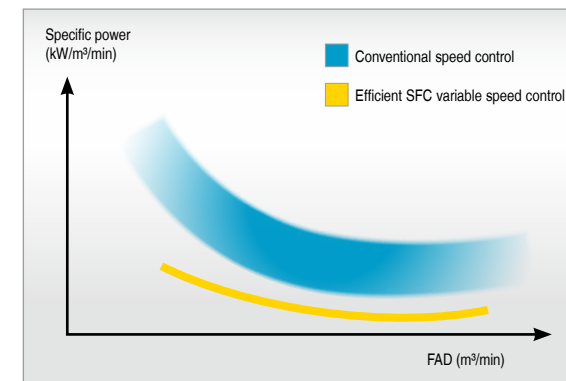 Specific power
(kW/m³/min)
Conventional speed control
Efficient SFC variable speed control
FAD (m³/min)